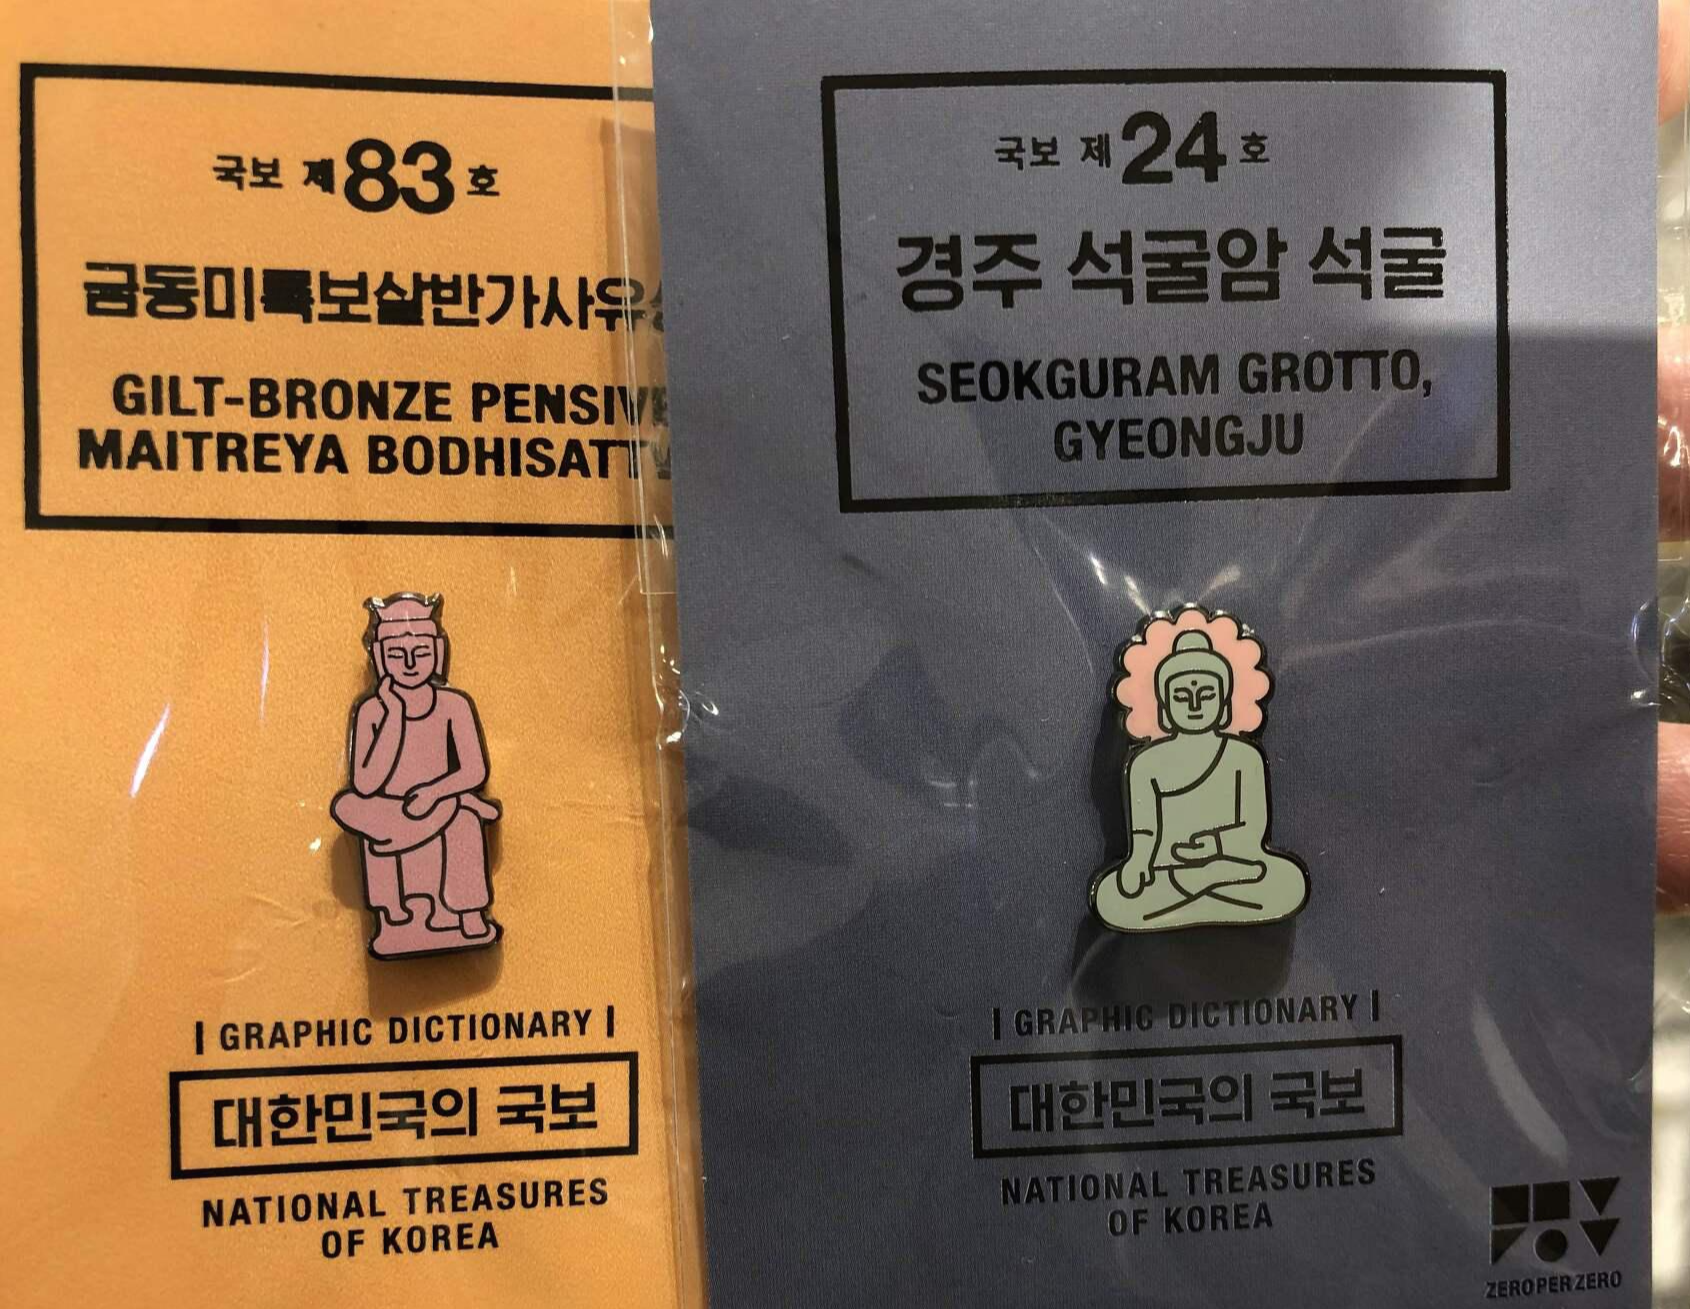 국보 제83호
금동미륵보살반가사유상
GILT-BRONZE PENSIVE
MAITREYA BODHISATTV
| GRAPHIC DICTIONARY |
대한민국의 국보
NATIONAL TREASURES
OF KOREA
국보 제24호
경주 석굴암 석굴
SEOKGURAM GROTTO,
GYEONGJU
| GRAPHIC DICTIONARY |
대한민국의 국보
NATIONAL TREASURES
OF KOREA
ZEROPERZERO